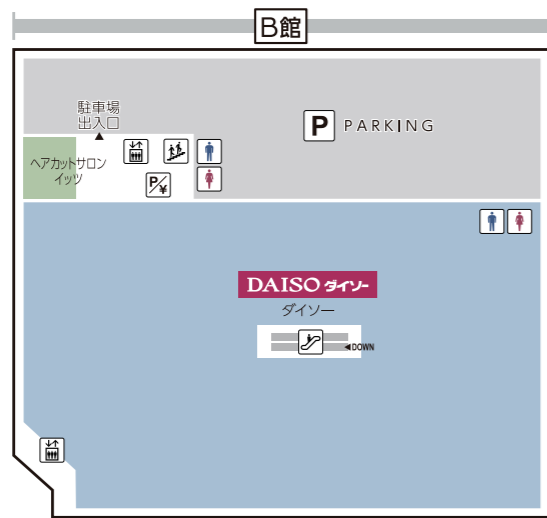 B館
駐車場
出入口
P PARKING
ヘアカットサロン
イッツ
P/¥
DAISO ダイソー
ダイソー
◀DOWN